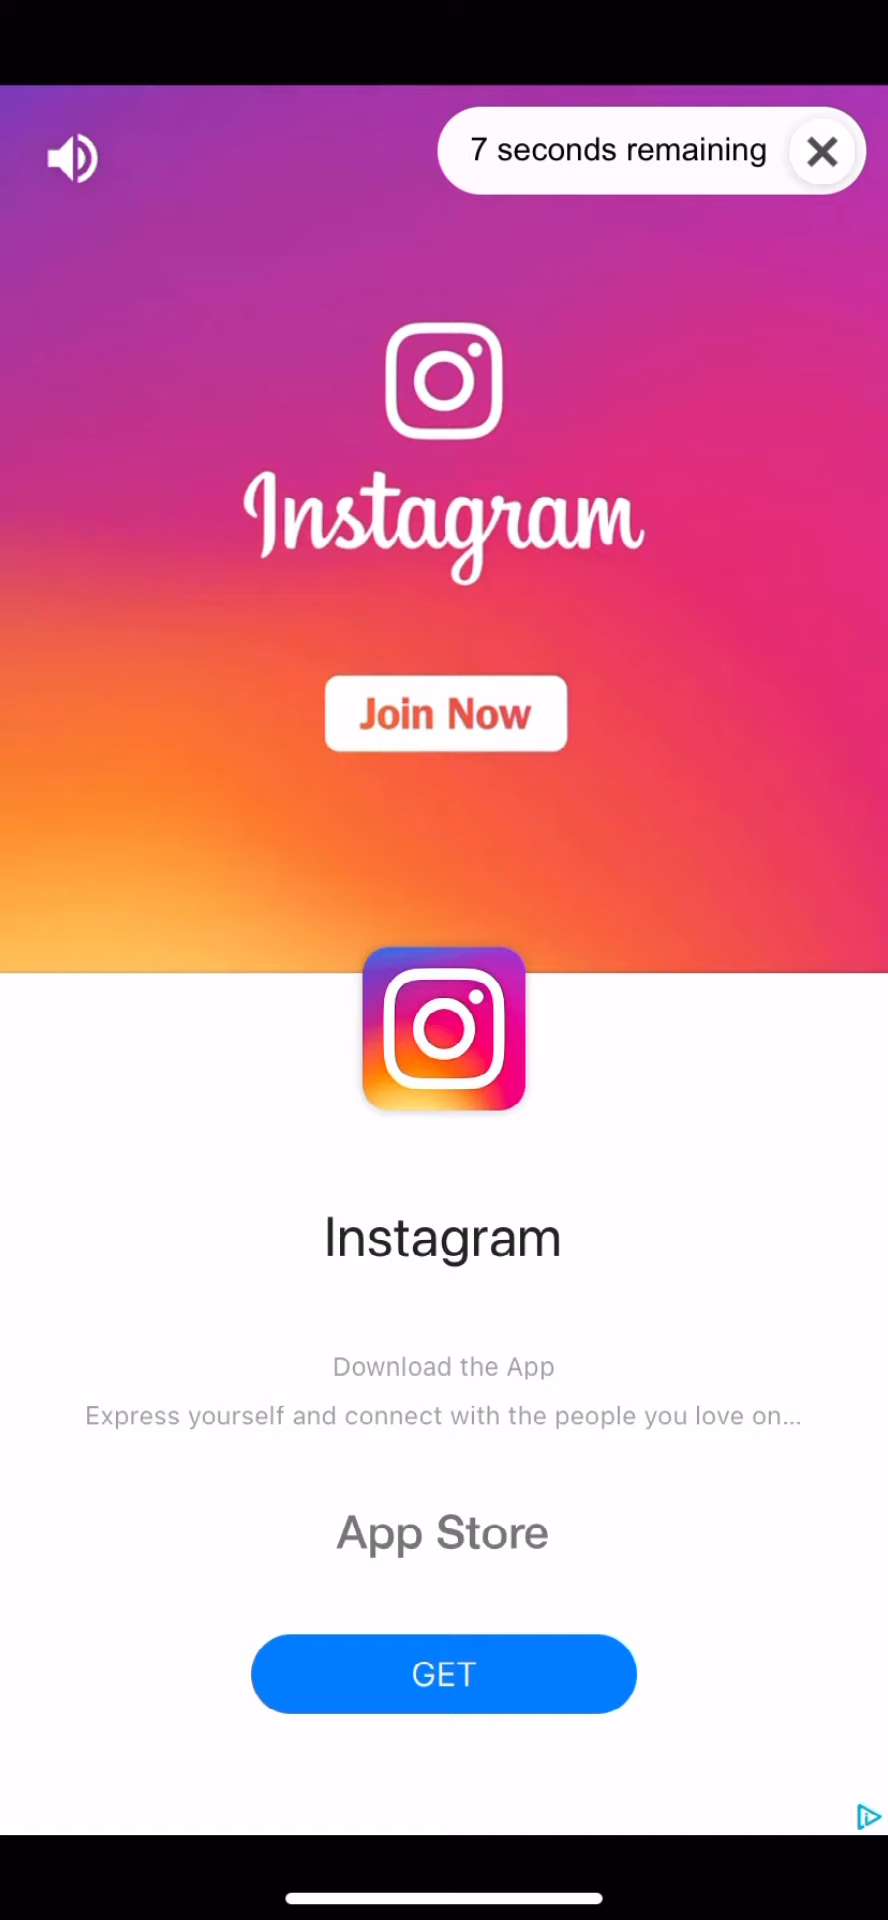 7 seconds remaining
Instagram
Join Now
Instagram
Download the App
Express yourself and connect with the people you love on...
App Store
GET